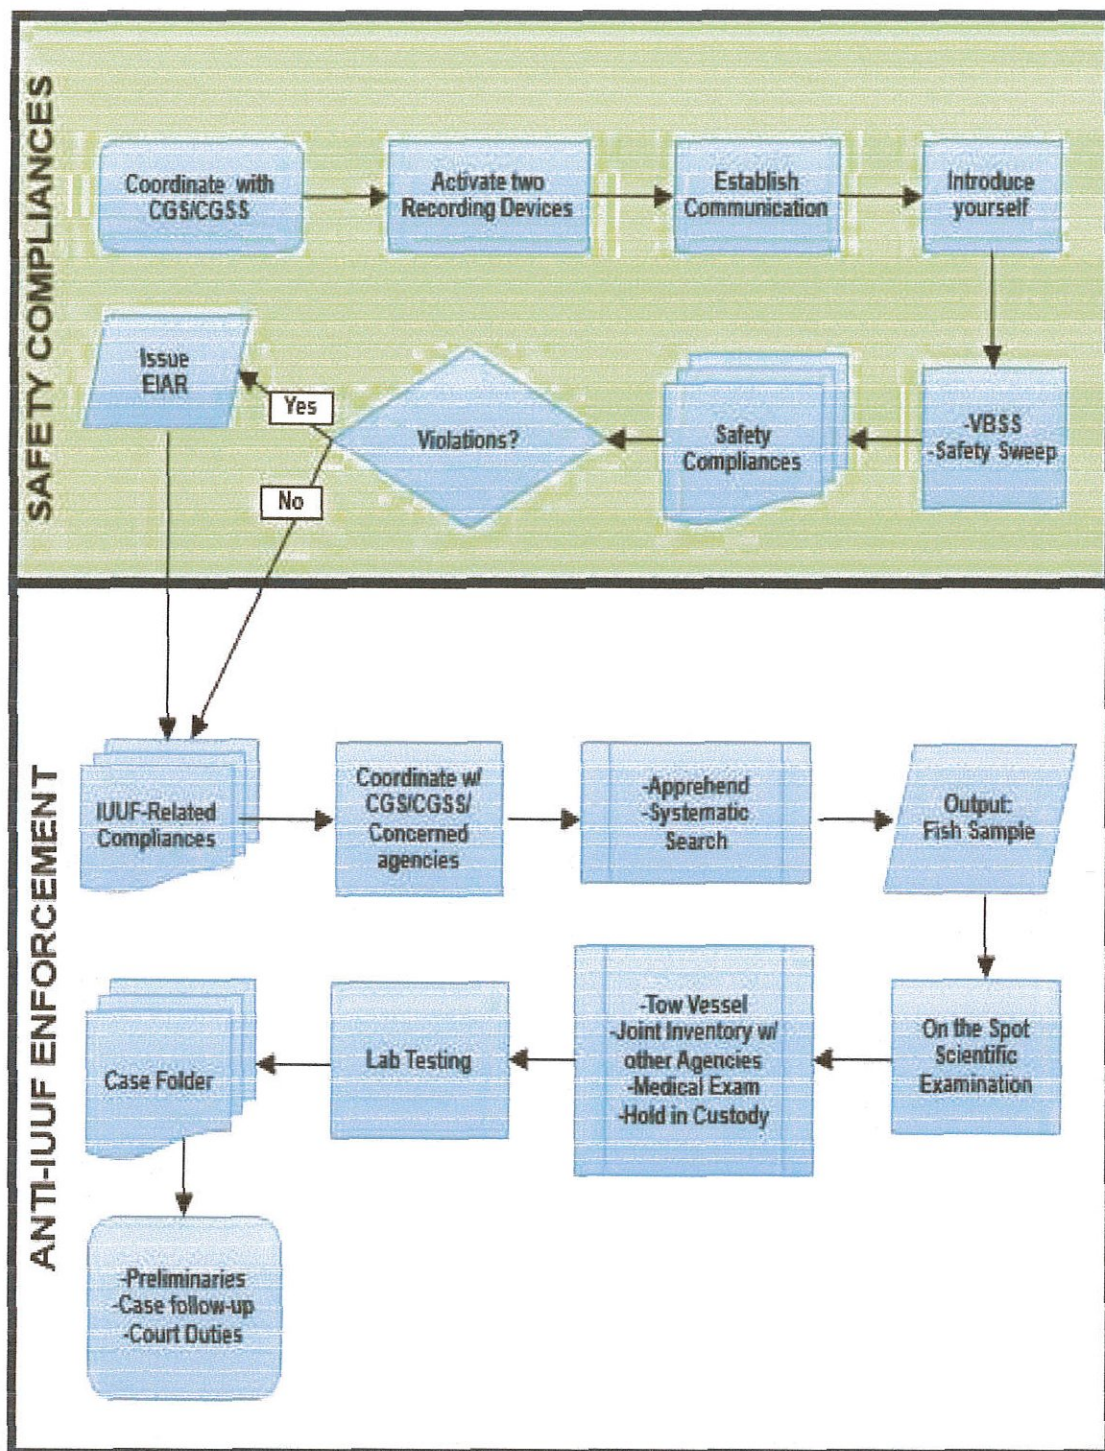 SAFETY COMPLIANCES
Coordinate with
CGS/CGSS
Activate two
Recording Devices
Establish
Communication
Introduce
yourself
-VBSS
-Safety Sweep
Safety
Compliances
Violations?
Yes
No
Issue
EIAR
ANTI-IUUF ENFORCEMENT
IUUF-Related
Compliances
Coordinate w/
CGS/CGSS/
Concerned
agencies
-Apprehend
-Systematic
Search
Output:
Fish Sample
On the Spot
Scientific
Examination
-Tow Vessel
-Joint Inventory w/
other Agencies
-Medical Exam
-Hold in Custody
Lab Testing
Case Folder
-Preliminaries
-Case follow-up
-Court Duties